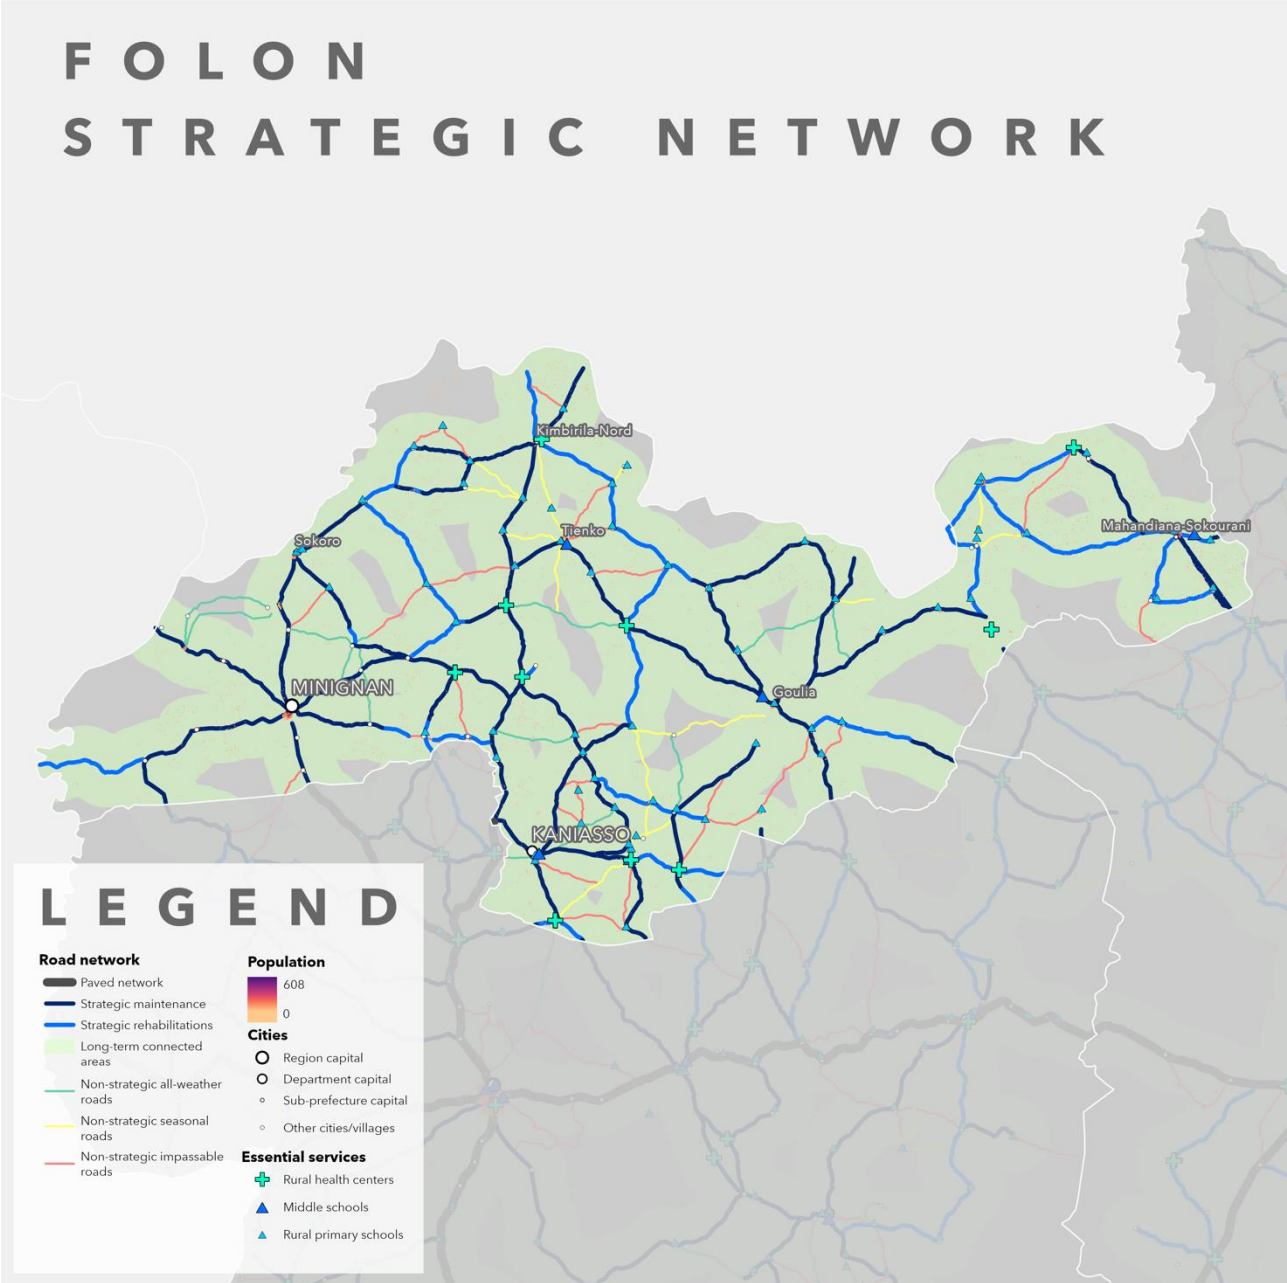 FOLON
STRATEGIC NETWORK
Kimbirila-Nord
Mahandiana-Sokourani
Tienko
Sokoro
MINIGNAN
Goulia
KANIASSO
LEGEND
Road network
Paved network
Strategic maintenance
Strategic rehabilitations
Long-term connected
areas
Non-strategic all-weather
roads
Non-strategic seasonal
roads
Non-strategic impassable
roads
Population
608
0
Cities
Region capital
Department capital
Sub-prefecture capital
Other cities/villages
Essential services
Rural health centers
Middle schools
Rural primary schools